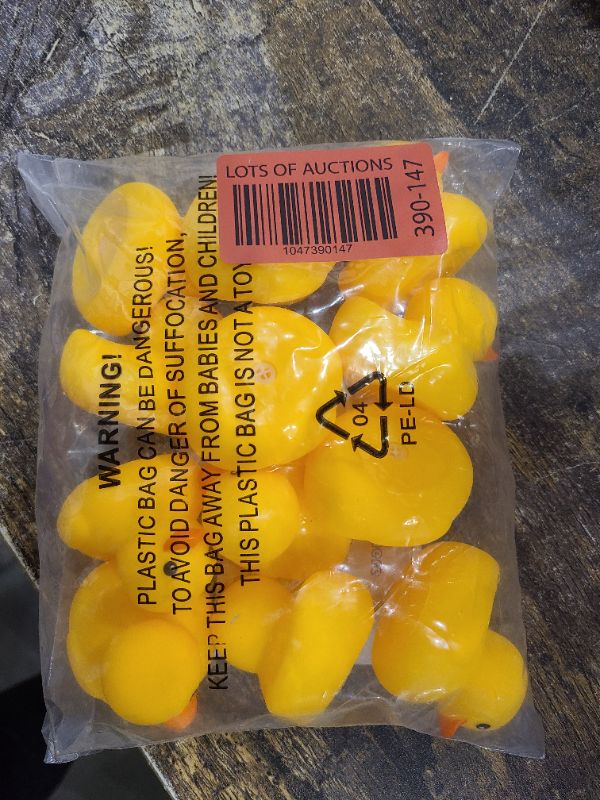 LOTS OF AUCTIONS
1047390147
390-147
WARNING!
PLASTIC BAG CAN BE DANGEROUS!
TO AVOID DANGER OF SUFFOCATION,
KEEP THIS BAG AWAY FROM BABIES AND CHILDREN!
THIS PLASTIC BAG IS NOT A TOY
04
PE-LD